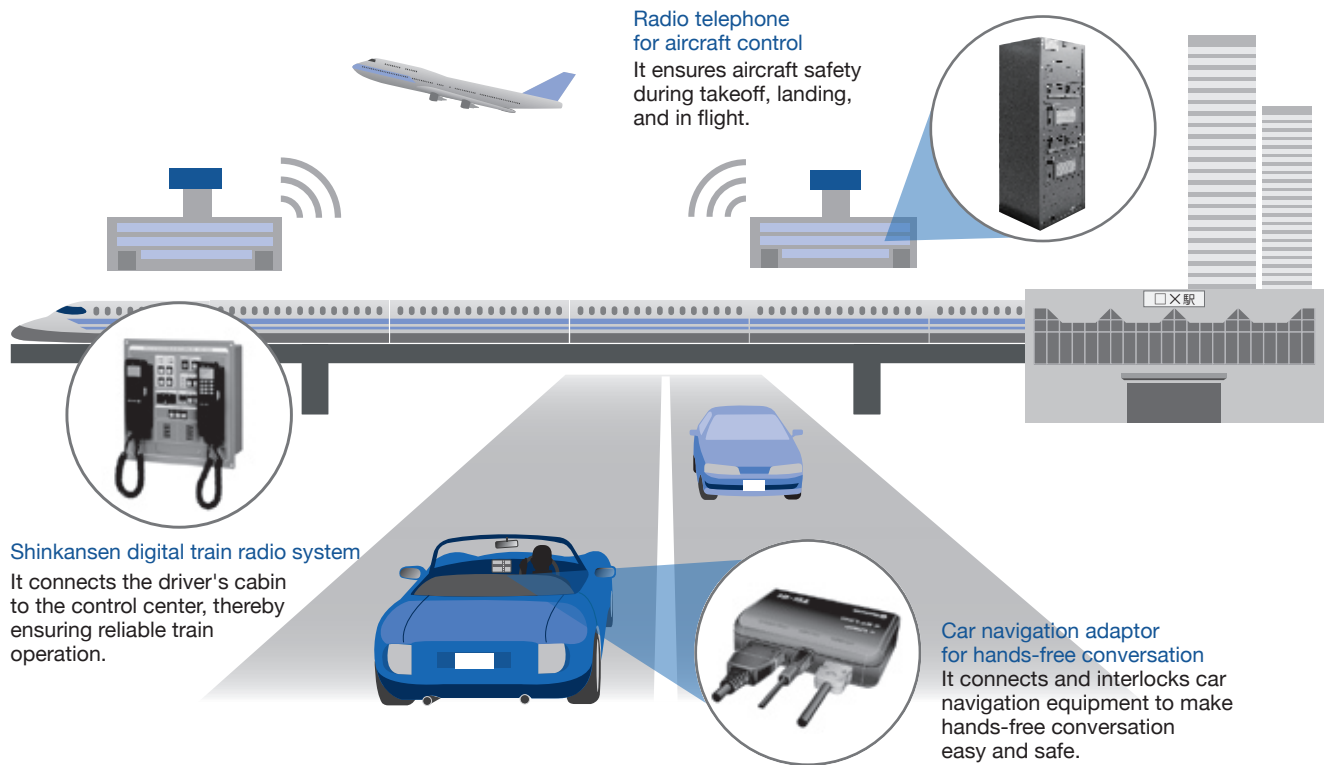 Radio telephone
for aircraft control
It ensures aircraft safety
during takeoff, landing,
and in flight.
□✕駅
Shinkansen digital train radio system
It connects the driver's cabin
to the control center, thereby
ensuring reliable train
operation.
Car navigation adaptor
for hands-free conversation
It connects and interlocks car
navigation equipment to make
hands-free conversation
easy and safe.